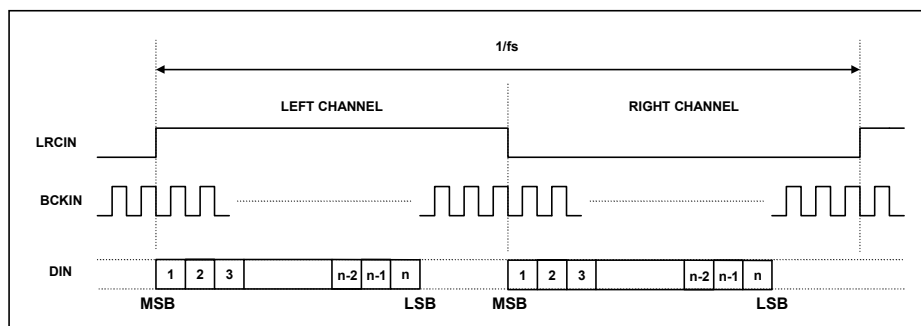 1/fs
LEFT CHANNEL RIGHT CHANNEL
LRCIN
BCKIN
DIN 1 2 3 n-2 n-1 n 1 2 3 n-2 n-1 n
MSB LSB MSB LSB